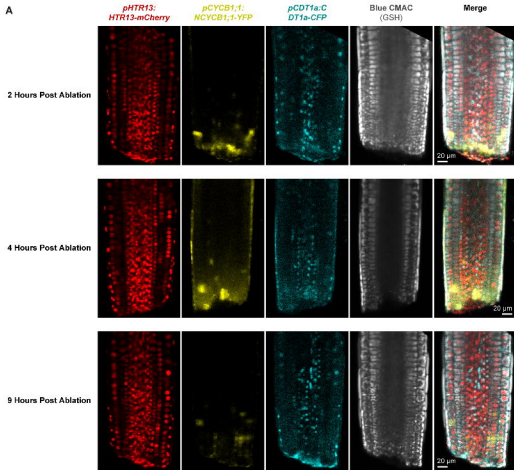 A
pHTR13:
HTR13-mCherry
pCYCB1;1:
NCYCB1;1-YFP
pCDT1a:C
DT1a-CFP
Blue CMAC
(GSH)
Merge
2 Hours Post Ablation
20 µm
4 Hours Post Ablation
20 µm
9 Hours Post Ablation
20 µm